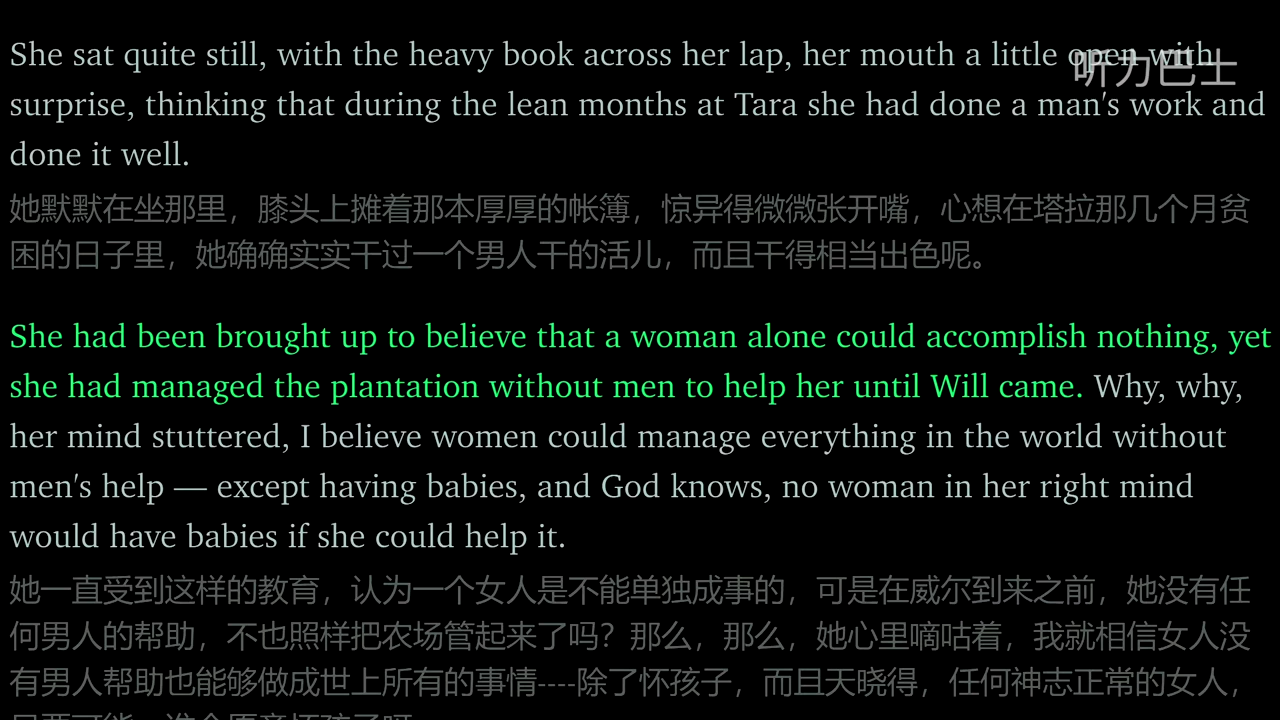 She sat quite still, with the heavy book across her lap, her mouth a little open with
听力巴士
surprise, thinking that during the lean months at Tara she had done a man's work and
done it well.
她默默在坐那里，膝头上摊着那本厚厚的帐簿，惊异得微微张开嘴，心想在塔拉那几个月贫
困的日子里，她确确实实干过一个男人干的活儿，而且干得相当出色呢。
She had been brought up to believe that a woman alone could accomplish nothing, yet
she had managed the plantation without men to help her until Will came. Why, why,
her mind stuttered, I believe women could manage everything in the world without
men's help — except having babies, and God knows, no woman in her right mind
would have babies if she could help it.
她一直受到这样的教育，认为一个女人是不能单独成事的，可是在威尔到来之前，她没有任
何男人的帮助，不也照样把农场管起来了吗？那么，那么，她心里嘀咕着，我就相信女人没
有男人帮助也能够做成世上所有的事情----除了怀孩子，而且天晓得，任何神志正常的女人，